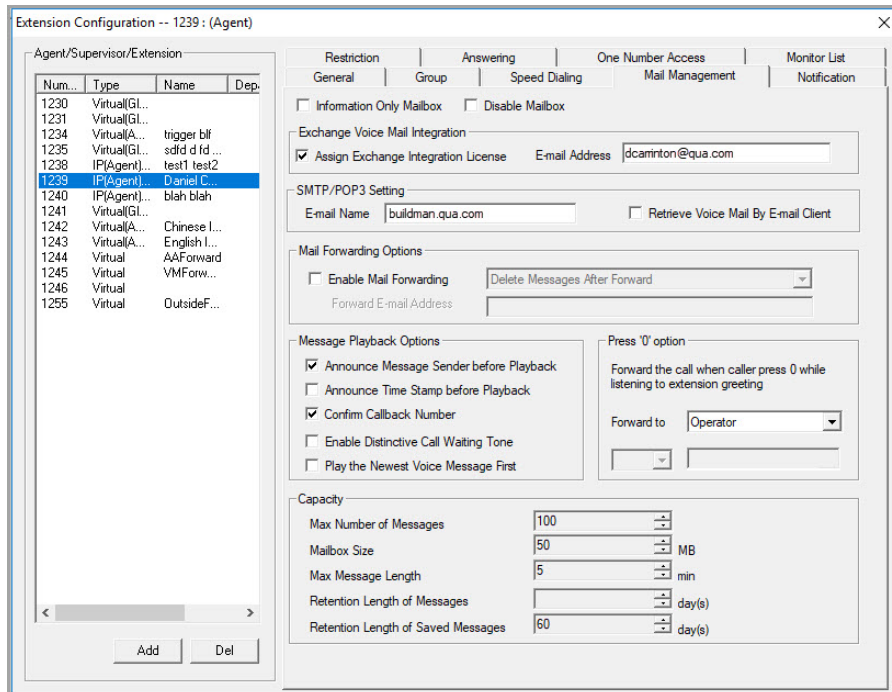 Extension Configuration -- 1239 : (Agent)
Agent/Supervisor/Extension
Num... Type Name Dep
1230 Virtual(Gl...
1231 Virtual(Gl...
1234 Virtual(A... trigger blf
1235 Virtual(Gl... sdfd d fd ...
1238 IP(Agent)... test1 test2
1239 IP(Agent)... Daniel C...
1240 IP(Agent)... blah blah
1241 Virtual(Gl...
1242 Virtual(A... Chinese I...
1243 Virtual(A... English I...
1244 Virtual AAForward
1245 Virtual VMForw...
1246 Virtual
1255 Virtual OutsideF...
Add Del
Restriction Answering One Number Access Monitor List
General Group Speed Dialing Mail Management Notification
Information Only Mailbox Disable Mailbox
Exchange Voice Mail Integration
Assign Exchange Integration License E-mail Address dcarrinton@qua.com
SMTP/POP3 Setting
E-mail Name buildman.qua.com Retrieve Voice Mail By E-mail Client
Mail Forwarding Options
Enable Mail Forwarding Delete Messages After Forward
Forward E-mail Address
Message Playback Options
Announce Message Sender before Playback
Announce Time Stamp before Playback
Confirm Callback Number
Enable Distinctive Call Waiting Tone
Play the Newest Voice Message First
Press '0' option
Forward the call when caller press 0 while
listening to extension greeting
Forward to Operator
Capacity
Max Number of Messages 100
Mailbox Size 50 MB
Max Message Length 5 min
Retention Length of Messages day(s)
Retention Length of Saved Messages 60 day(s)